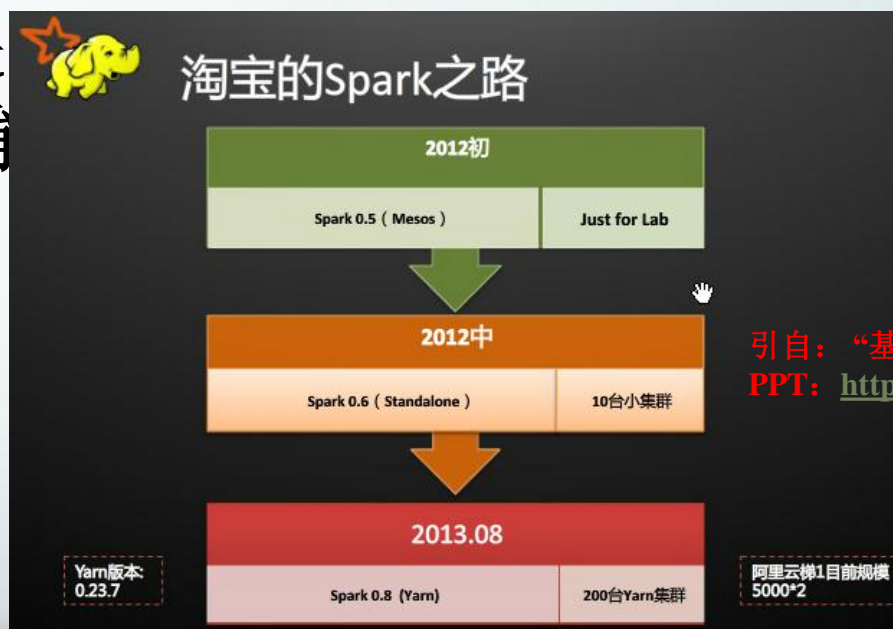 淘宝的Spark之路
2012初
Spark 0.5（Mesos）
Just for Lab
2012中
Spark 0.6（Standalone）
10台小集群
引自：“基
PPT：http
2013.08
Spark 0.8 (Yarn)
200台Yarn集群
Yarn版本:
0.23.7
阿里云梯1目前规模
5000*2